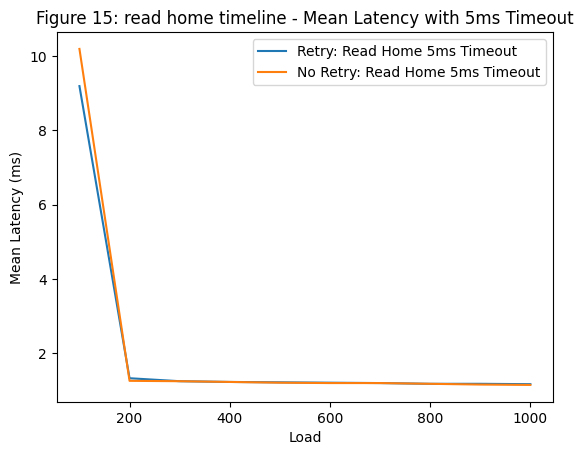 Figure 15: read home timeline - Mean Latency with 5ms Timeout
Retry: Read Home 5ms Timeout
No Retry: Read Home 5ms Timeout
Mean Latency (ms)
10
8
6
4
2
200 400 600 800 1000
Load